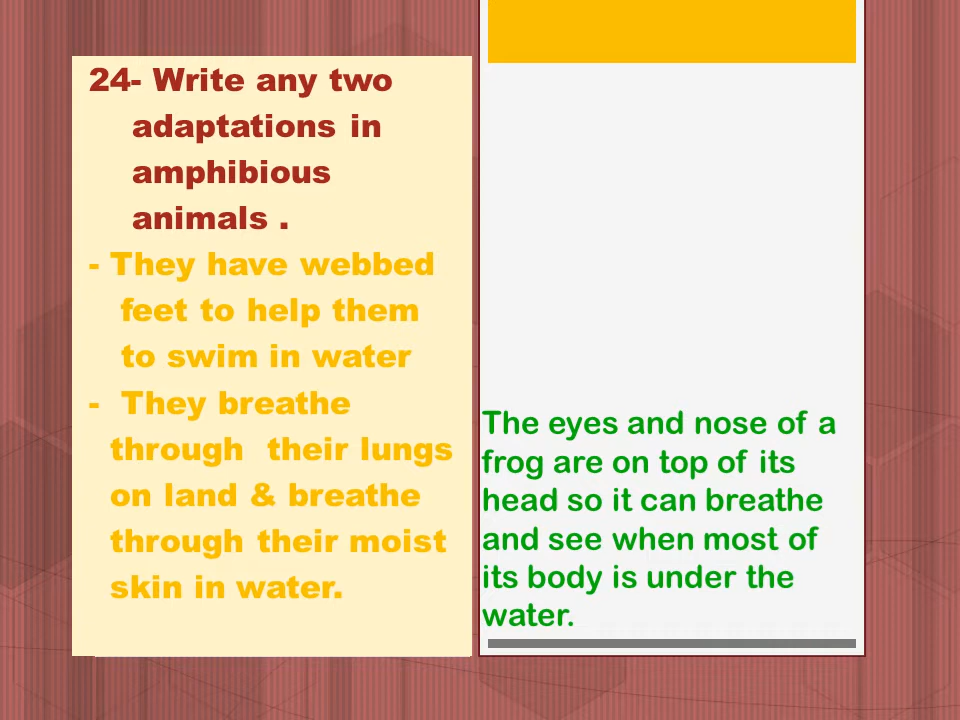 24- Write any two
adaptations in
amphibious
animals .
- They have webbed
feet to help them
to swim in water
- They breathe
through their lungs
on land & breathe
through their moist
skin in water.
The eyes and nose of a
frog are on top of its
head so it can breathe
and see when most of
its body is under the
water.